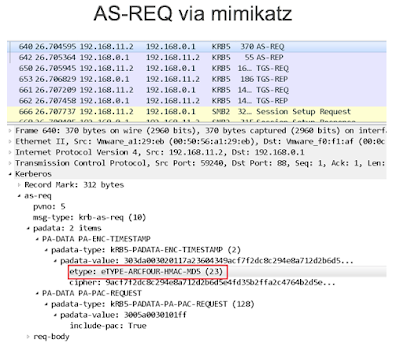 AS-REQ via mimikatz
640 26.704595 192.168.11.2 192.168.0.1 KRB5 370 AS-REQ
642 26.705364 192.168.0.1 192.168.11.2 KRB5 55 AS-REP
651 26.706595 192.168.11.2 192.168.0.1 KRB5 16… TGS-REQ
653 26.706829 192.168.0.1 192.168.11.2 KRB5 186 TGS-REP
661 26.707209 192.168.11.2 192.168.0.1 KRB5 16… TGS-REQ
662 26.707458 192.168.0.1 192.168.11.2 KRB5 16… TGS-REP
666 26.707737 192.168.11.2 192.168.0.1 SMB2 32… Session Setup Request
Frame 640: 370 bytes on wire (2960 bits), 370 bytes captured (2960 bits) on interfa
Ethernet II, Src: Vmware_a1:29:eb (00:50:56:a1:29:eb), Dst: Vmware_f0:f1:af (00:0c
Internet Protocol Version 4, Src: 192.168.11.2, Dst: 192.168.0.1
Transmission Control Protocol, Src Port: 59240, Dst Port: 88, Seq: 1, Ack: 1, Len:
Kerberos
Record Mark: 312 bytes
as-req
pvno: 5
msg-type: krb-as-req (10)
padata: 2 items
PA-DATA PA-ENC-TIMESTAMP
padata-type: kRB5-PADATA-ENC-TIMESTAMP (2)
padata-value: 303da003020117a23604349acf7f2dc8c294e8a712d2b6d5...
etype: eTYPE-ARCFOUR-HMAC-MD5 (23)
cipher: 9acf7f2dc8c294e8a712d2b6d5e4fd35b2ffa2c4764b2d5e...
PA-DATA PA-PAC-REQUEST
padata-type: kRB5-PADATA-PA-PAC-REQUEST (128)
padata-value: 3005a0030101ff
include-pac: True
req-body